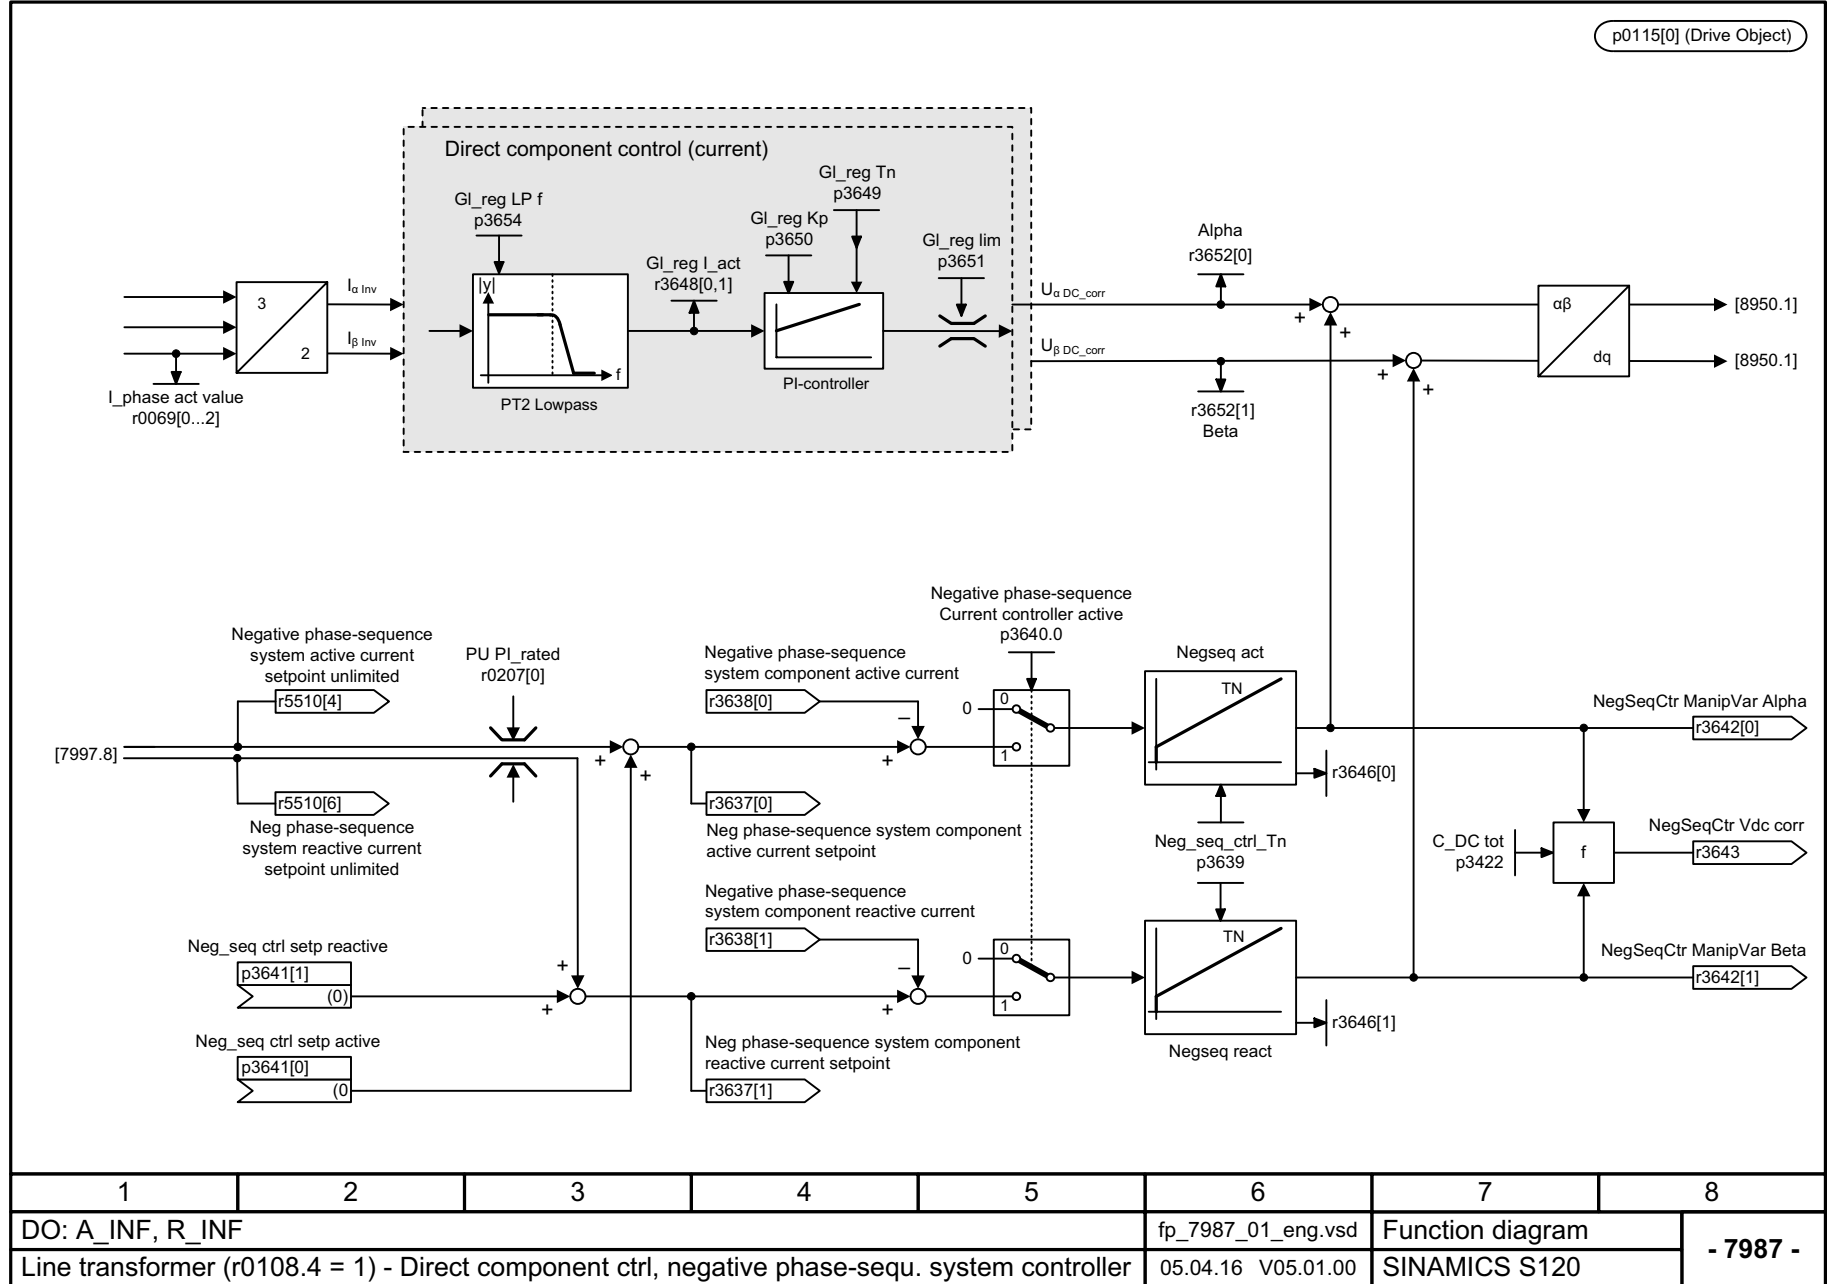 p0115[0] (Drive Object)
Direct component control (current)
Gl_reg Tn
p3649
Gl_reg LP f
p3654
Gl_reg Kp
p3650
Gl_reg I_act
r3648[0,1]
Gl_reg lim
p3651
Alpha
r3652[0]
3
2
Iα Inv
Iβ Inv
|y|
f
PT2 Lowpass
PI-controller
Uα DC_corr
Uβ DC_corr
+
+
+
+
αβ
dq
[8950.1]
[8950.1]
I_phase act value
r0069[0...2]
r3652[1]
Beta
Negative phase-sequence
Current controller active
p3640.0
Negative phase-sequence
system active current
setpoint unlimited
r5510[4]
PU PI_rated
r0207[0]
Negative phase-sequence
system component active current
r3638[0]
Negseq act
TN
0
0
1
–
+
+
+
[7997.8]
NegSeqCtr ManipVar Alpha
r3642[0]
r3646[0]
r5510[6]
Neg phase-sequence
system reactive current
setpoint unlimited
r3637[0]
Neg phase-sequence system component
active current setpoint
Neg_seq_ctrl_Tn
p3639
C_DC tot
p3422
f
NegSeqCtr Vdc corr
r3643
Negative phase-sequence
system component reactive current
r3638[1]
Neg_seq ctrl setp reactive
p3641[1]
(0)
+
+
–
+
0
0
1
TN
Negseq react
NegSeqCtr ManipVar Beta
r3642[1]
r3646[1]
Neg_seq ctrl setp active
p3641[0]
(0
Neg phase-sequence system component
reactive current setpoint
r3637[1]
1 2 3 4 5 6 7 8
DO: A_INF, R_INF
fp_7987_01_eng.vsd
Function diagram
- 7987 -
Line transformer (r0108.4 = 1) - Direct component ctrl, negative phase-sequ. system controller
05.04.16 V05.01.00
SINAMICS S120